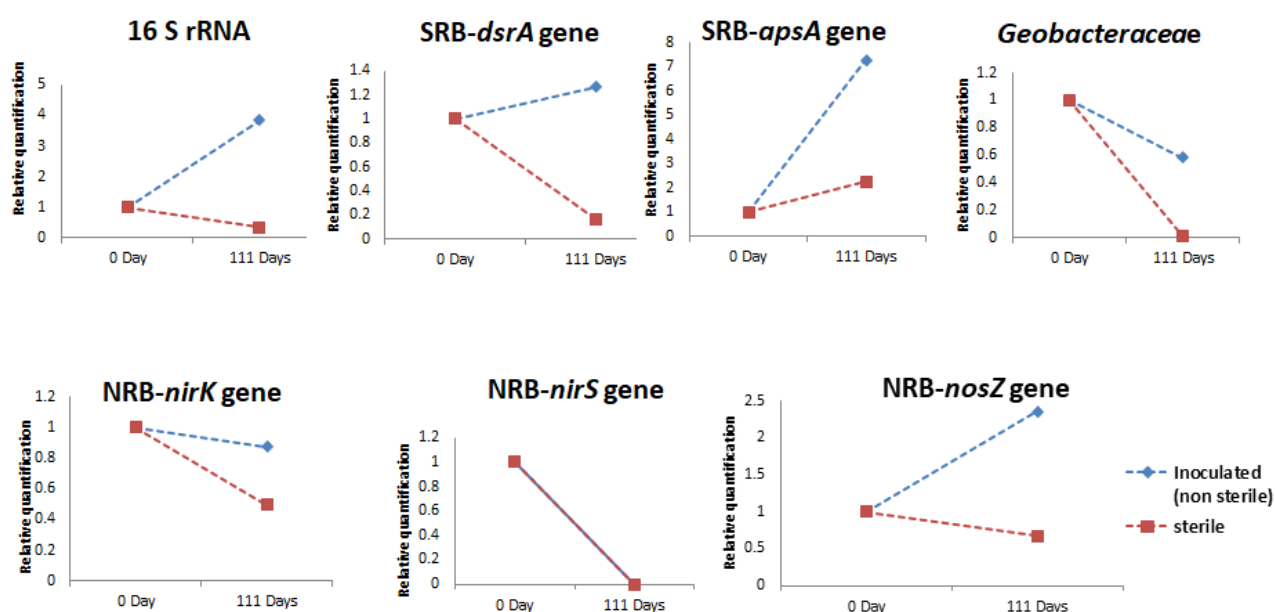 16 S rRNA
Relative quantification
5
4
3
2
1
0
0 Day
111 Days
SRB-dsrA gene
Relative quantification
1.4
1.2
1
0.8
0.6
0.4
0.2
0
0 Day
111 Days
SRB-apsA gene
Relative quantification
8
7
6
5
4
3
2
1
0
0 Day
111 Days
Geobacteraceae
Relative quantification
1.2
1
0.8
0.6
0.4
0.2
0
0 Day
111 Days
NRB-nirK gene
Relative quantification
1.2
1
0.8
0.6
0.4
0.2
0
0 Day
111 Days
NRB-nirS gene
Relative quantification
1.2
1
0.8
0.6
0.4
0.2
0
0 Day
111 Days
NRB-nosZ gene
Relative quantification
2.5
2
1.5
1
0.5
0
0 Day
111 Days
Inoculated
(non sterile)
sterile